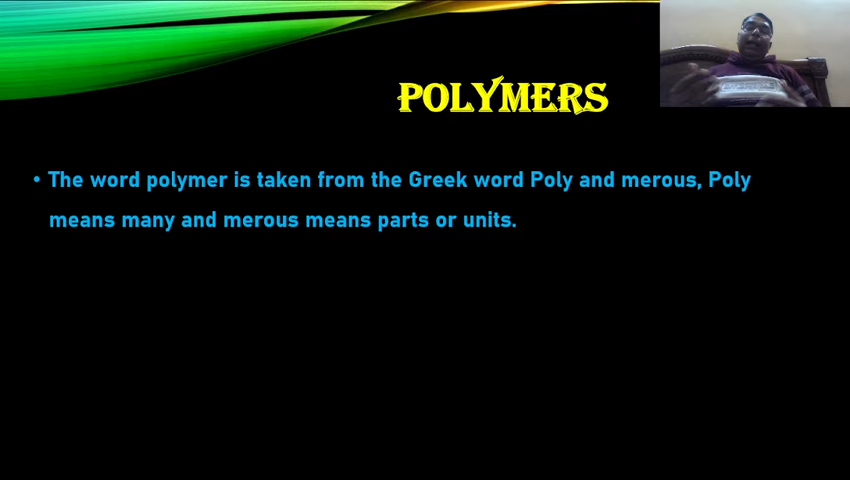 POLYMERS
• The word polymer is taken from the Greek word Poly and merous, Poly
means many and merous means parts or units.